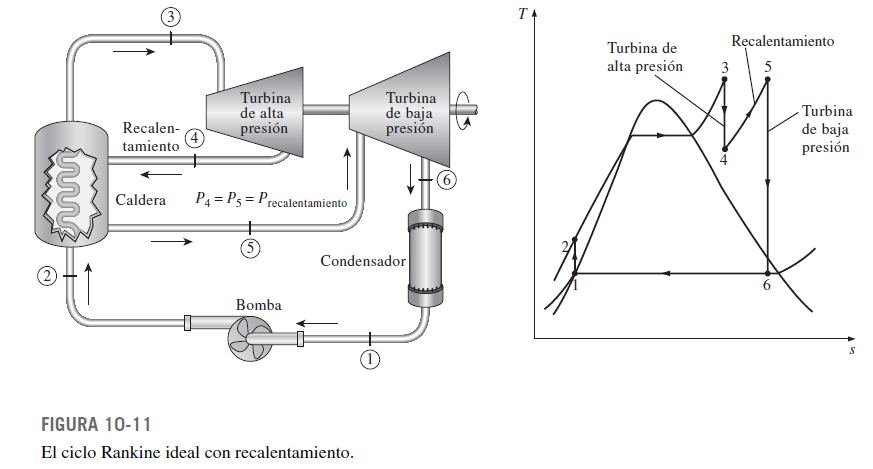 3
Turbina
de alta
presión
Turbina
de baja
presión
Recalen-
tamiento
4
6
Caldera
P4 = P5 = Precalentamiento
5
Condensador
2
Bomba
1
T
Turbina de
alta presión
Recalentamiento
3
5
Turbina
de baja
presión
4
2
1
6
s
FIGURA 10-11
El ciclo Rankine ideal con recalentamiento.